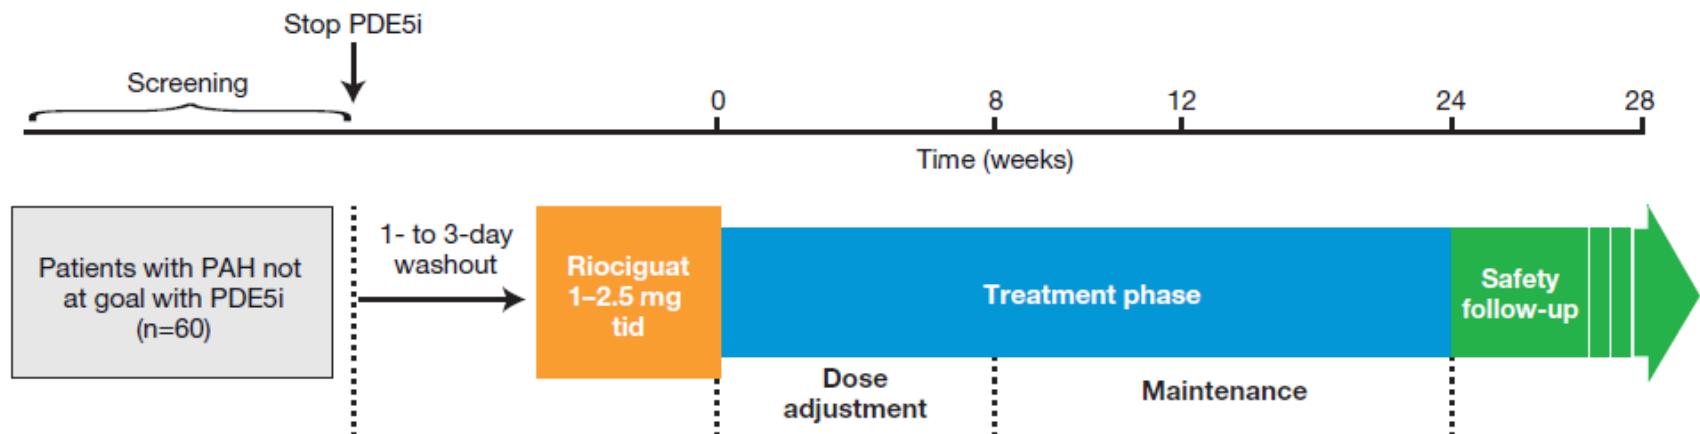 Stop PDE5i
Screening
0 8 12 24 28
Time (weeks)
Patients with PAH not
at goal with PDE5i
(n=60)
1- to 3-day
washout
Riociguat
1–2.5 mg
tid
Treatment phase
Safety
follow-up
Dose
adjustment
Maintenance